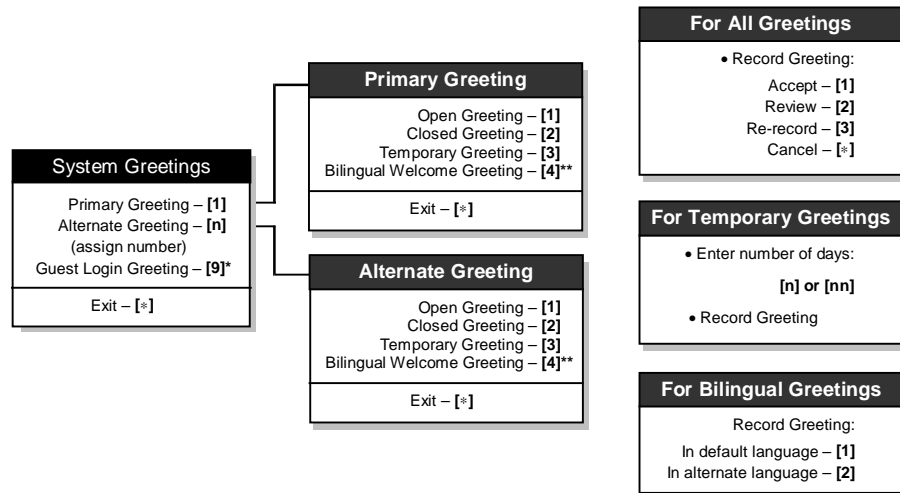 System Greetings
Primary Greeting – [1]
Alternate Greeting – [n]
(assign number)
Guest Login Greeting – [9]*
Exit – [*]
Primary Greeting
Open Greeting – [1]
Closed Greeting – [2]
Temporary Greeting – [3]
Bilingual Welcome Greeting – [4]**
Exit – [*]
Alternate Greeting
Open Greeting – [1]
Closed Greeting – [2]
Temporary Greeting – [3]
Bilingual Welcome Greeting – [4]**
Exit – [*]
For All Greetings
• Record Greeting:
Accept – [1]
Review – [2]
Re-record – [3]
Cancel – [*]
For Temporary Greetings
• Enter number of days:
[n] or [nn]
• Record Greeting
For Bilingual Greetings
Record Greeting:
In default language – [1]
In alternate language – [2]